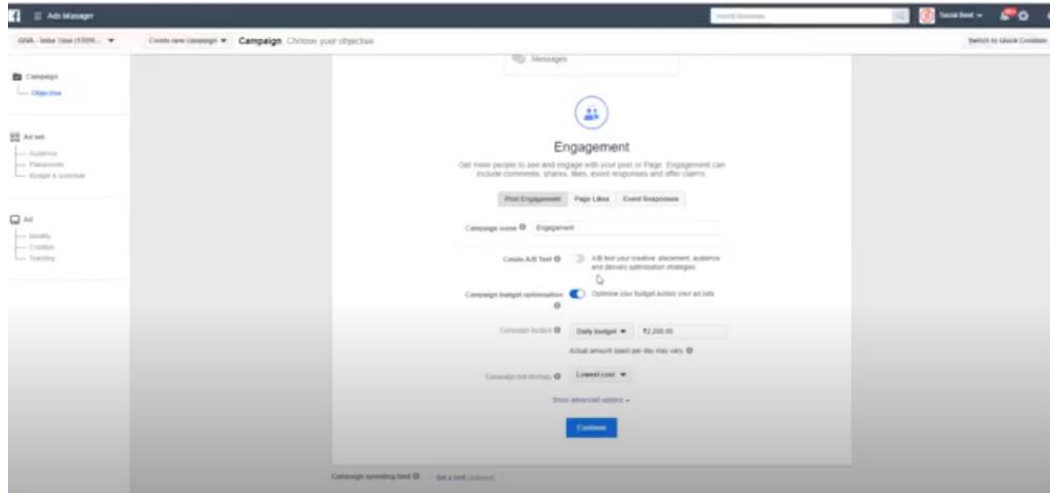 Ads Manager
Search Business
Social Beat
Create new campaign
Campaign Choose your objective
Switch to Quick Creation
Campaign
Objective
Ad set
Audience
Placements
Budget & schedule
Ad
Identity
Creative
Tracking
Messages
Engagement
Get more people to see and engage with your post or Page. Engagement can
include comments, shares, likes, event responses and offer claims.
Post Engagement Page Likes Event Responses
Campaign name Engagement
Create A/B Test A/B test your creative, placement, audience
and delivery optimisation strategies
Campaign budget optimisation Optimise your budget across your ad sets
Campaign budget Daily budget ₹2,200.00
Actual amount spent per day may vary.
Campaign bid strategy Lowest cost
Show advanced options
Continue
Campaign spending limit Set a limit (optional)